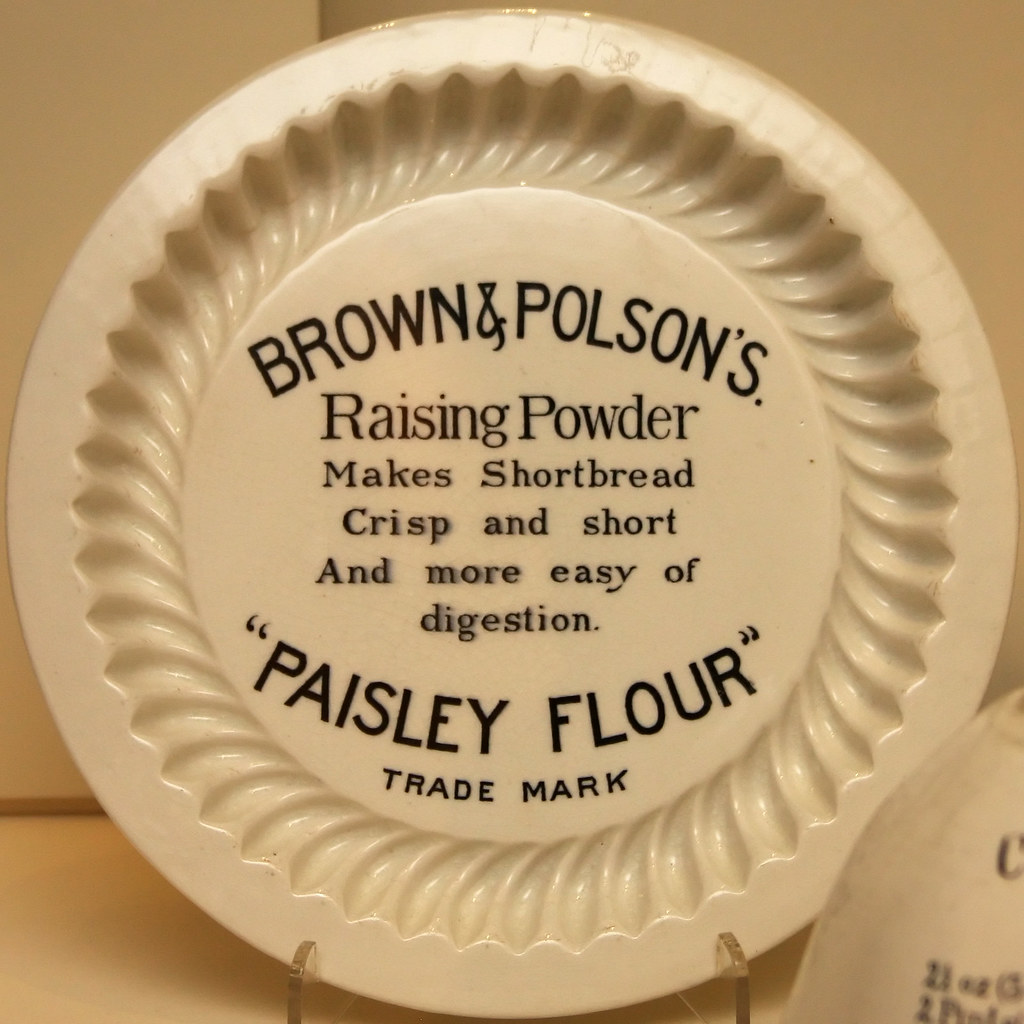 BROWN & POLSON'S.
Raising Powder
Makes Shortbread
Crisp and short
And more easy of
digestion.
"PAISLEY FLOUR"
TRADE MARK